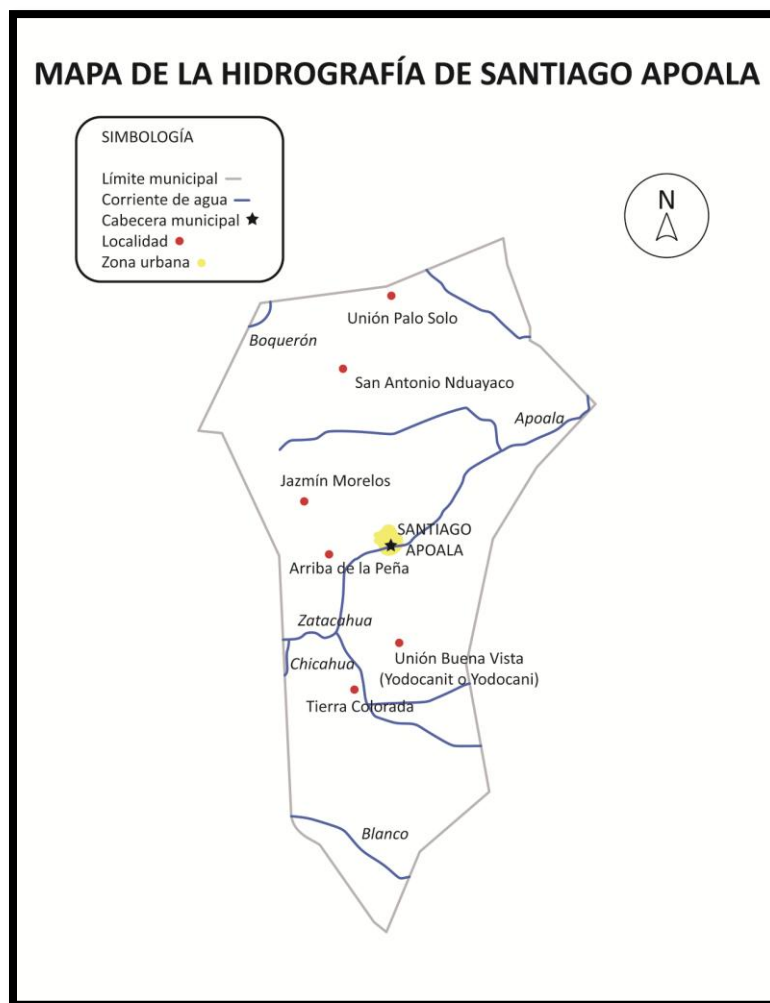 MAPA DE LA HIDROGRAFÍA DE SANTIAGO APOALA
SIMBOLOGÍA
Límite municipal
Corriente de agua
Cabecera municipal
Localidad
Zona urbana
N
Unión Palo Solo
Boquerón
San Antonio Nduayaco
Apoala
Jazmín Morelos
SANTIAGO
APOALA
Arriba de la Peña
Zatacahua
Chicahua
Unión Buena Vista
(Yodocanit o Yodocani)
Tierra Colorada
Blanco